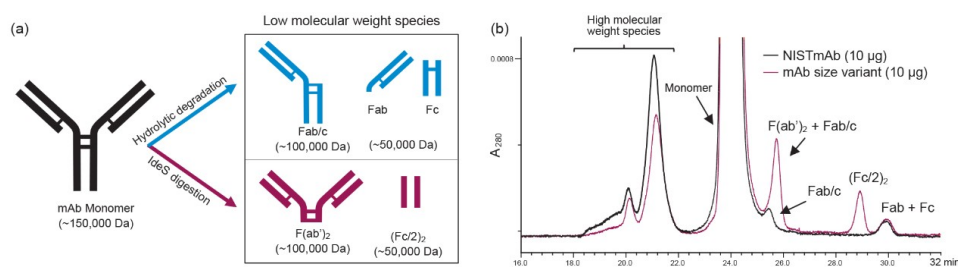 (a)
Low molecular weight species
Hydrolytic degradation
IdeS digestion
mAb Monomer
(~150,000 Da)
Fab/c
(~100,000 Da)
Fab
Fc
(~50,000 Da)
F(ab')₂
(~100,000 Da)
(Fc/2)₂
(~50,000 Da)
(b)
High molecular
weight species
NISTmAb (10 µg)
mAb size variant (10 µg)
0.0008
Monomer
F(ab')₂ + Fab/c
A₂₈₀
Fab/c
(Fc/2)₂
Fab + Fc
16.0 18.0 20.0 22.0 24.0 26.0 28.0 30.0 32 min